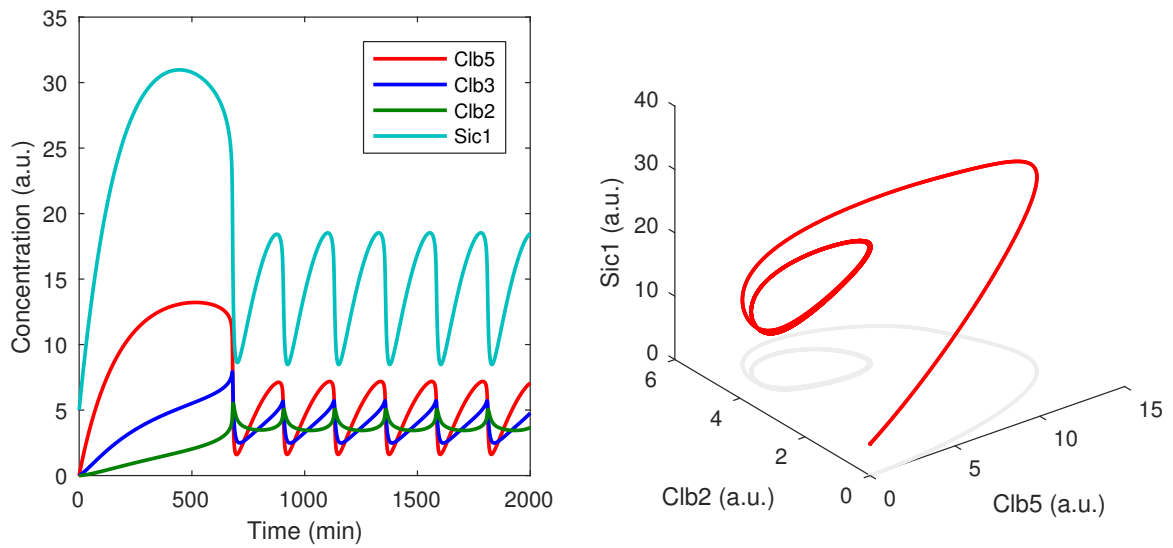 35
30
25
20
15
10
5
0
Concentration (a.u.)
0 500 1000 1500 2000
Time (min)
Clb5
Clb3
Clb2
Sic1
40
30
20
10
0
Sic1 (a.u.)
6
4
2
0
Clb2 (a.u.)
0
5
10
15
Clb5 (a.u.)